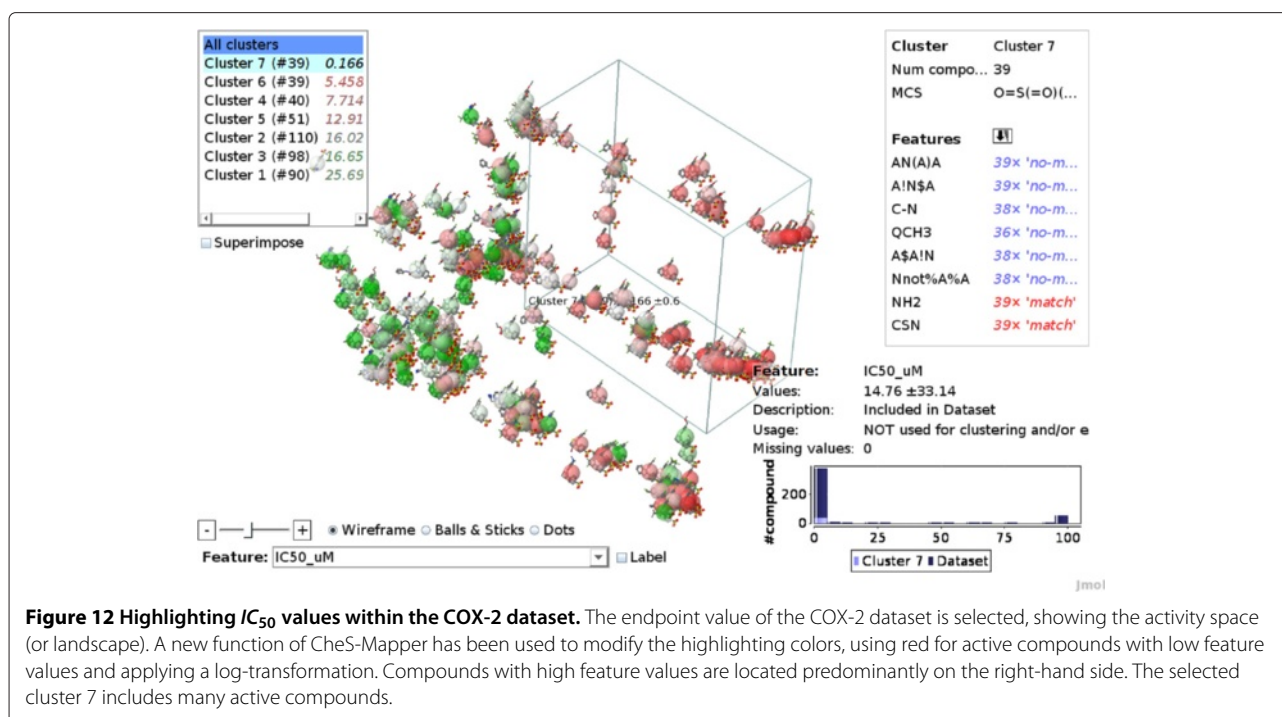 All clusters
Cluster 7 (#39) 0.166
Cluster 6 (#39) 5.458
Cluster 4 (#40) 7.714
Cluster 5 (#51) 12.91
Cluster 2 (#110) 16.02
Cluster 3 (#98) 16.65
Cluster 1 (#90) 25.69
Superimpose
Cluster Cluster 7
Num compo... 39
MCS O=S(=O)(...
Features
AN(A)A 39× 'no-m...
A!N$A 39× 'no-m...
C-N 38× 'no-m...
QCH3 36× 'no-m...
A$A!N 38× 'no-m...
Nnot%A%A 38× 'no-m...
NH2 39× 'match'
CSN 39× 'match'
Cluster 7 166 ±0.6
Feature: IC50_uM
Values: 14.76 ±33.14
Description: Included in Dataset
Usage: NOT used for clustering and/or e
Missing values: 0
#compound
200
0
0 25 50 75 100
Cluster 7 Dataset
- + Wireframe Balls & Sticks Dots
Feature: IC50_uM Label
Jmol
Figure 12 Highlighting IC50 values within the COX-2 dataset. The endpoint value of the COX-2 dataset is selected, showing the activity space
(or landscape). A new function of CheS-Mapper has been used to modify the highlighting colors, using red for active compounds with low feature
values and applying a log-transformation. Compounds with high feature values are located predominantly on the right-hand side. The selected
cluster 7 includes many active compounds.